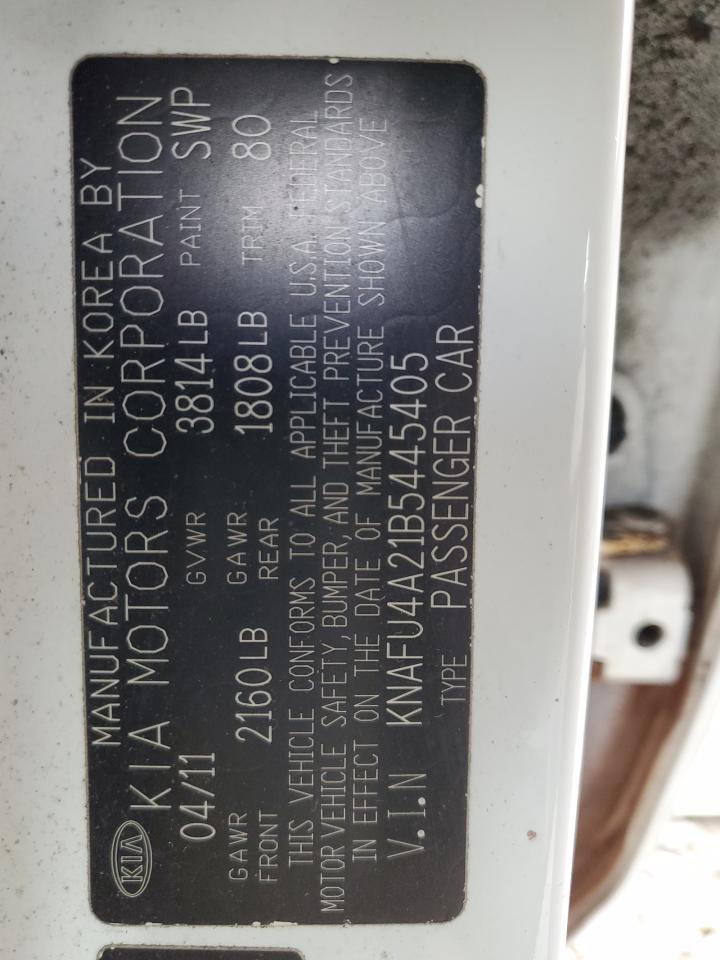 MANUFACTURED IN KOREA BY
KIA KIA MOTORS CORPORATION
04/11 GVWR 3814LB PAINT SWP
GAWR FRONT 2160LB GAWR REAR 1808LB TRIM 80
THIS VEHICLE CONFORMS TO ALL APPLICABLE U.S.A. FEDERAL
MOTOR VEHICLE SAFETY, BUMPER, AND THEFT PREVENTION STANDARDS
IN EFFECT ON THE DATE OF MANUFACTURE SHOWN ABOVE
V.I.N KNAFU4A21B5445405
TYPE PASSENGER CAR